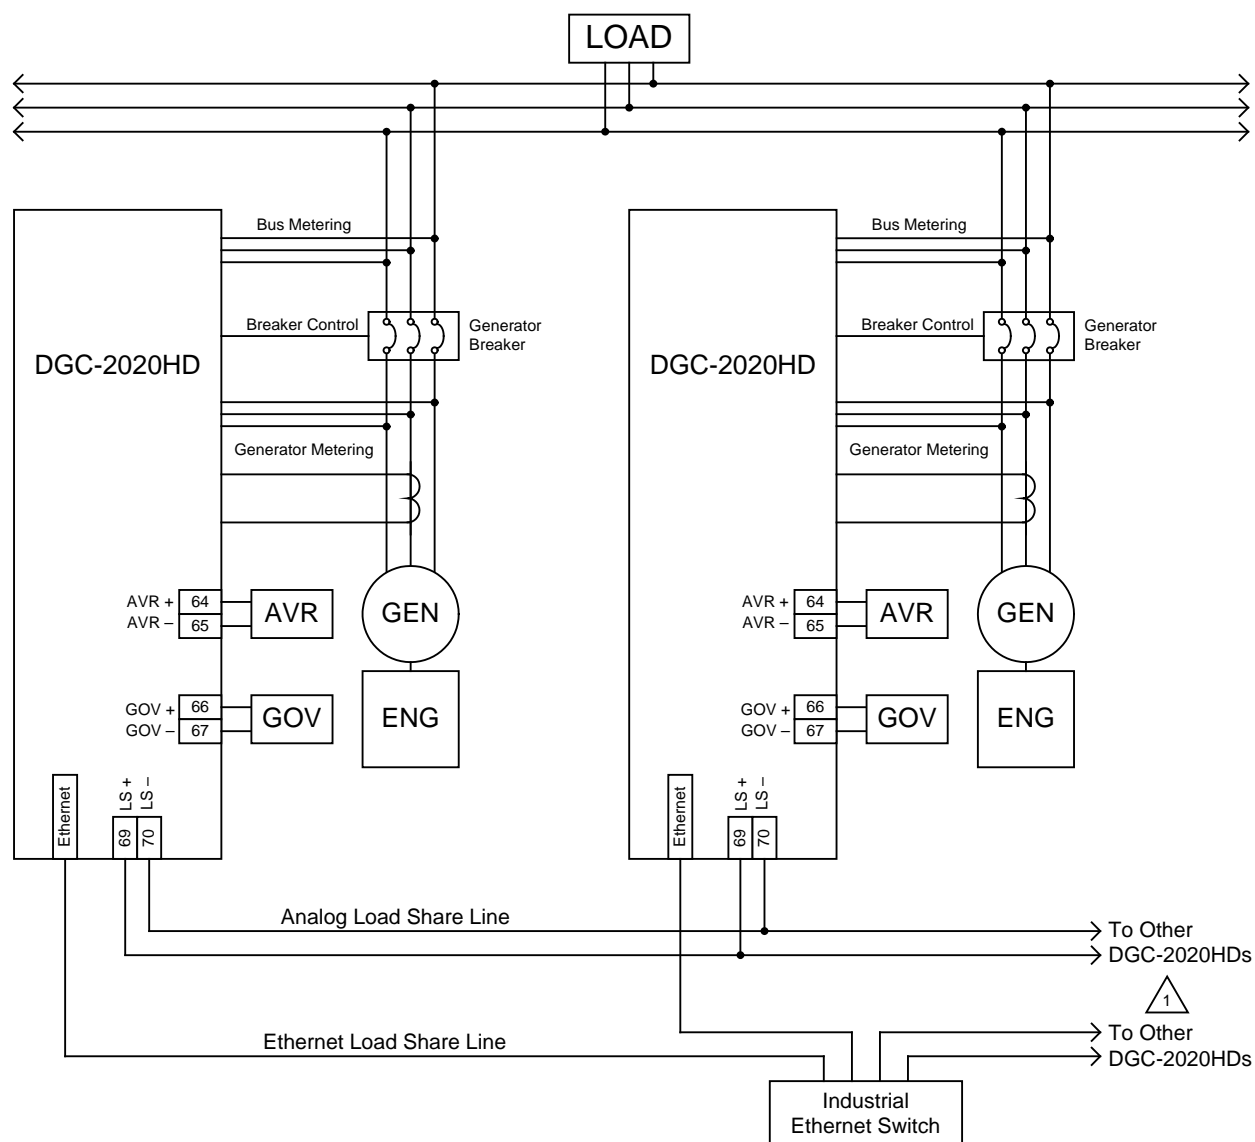 LOAD
Bus Metering
Breaker Control
Generator
Breaker
DGC-2020HD
Generator Metering
AVR +
64
AVR –
65
AVR
GEN
GOV +
66
GOV –
67
GOV
ENG
Ethernet
LS +
LS –
69
70
Bus Metering
Breaker Control
Generator
Breaker
DGC-2020HD
Generator Metering
AVR +
64
AVR –
65
AVR
GEN
GOV +
66
GOV –
67
GOV
ENG
Ethernet
LS +
LS –
69
70
Analog Load Share Line
To Other
DGC-2020HDs
1
Ethernet Load Share Line
To Other
DGC-2020HDs
Industrial
Ethernet Switch